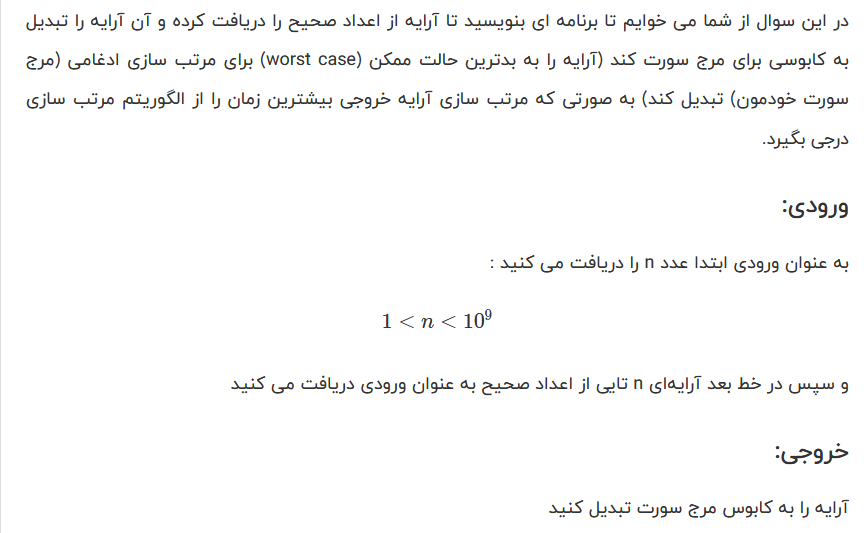 در این سوال از شما می خوایم تا برنامه ای بنویسید تا آرایه از اعداد صحیح را دریافت کرده و آن آرایه را تبدیل
به کابوسی برای مرج سورت کند (آرایه را به بدترین حالت ممکن (worst case) برای مرتب سازی ادغامی (مرج
سورت خودمون) تبدیل کند) به صورتی که مرتب سازی آرایه خروجی بیشترین زمان را از الگوریتم مرتب سازی
درجی بگیرد.
ورودی:
به عنوان ورودی ابتدا عدد n را دریافت می کنید :
1 < n < 10⁹
و سپس در خط بعد آرایه‌ای n تایی از اعداد صحیح به عنوان ورودی دریافت می کنید
خروجی:
آرایه را به کابوس مرج سورت تبدیل کنید